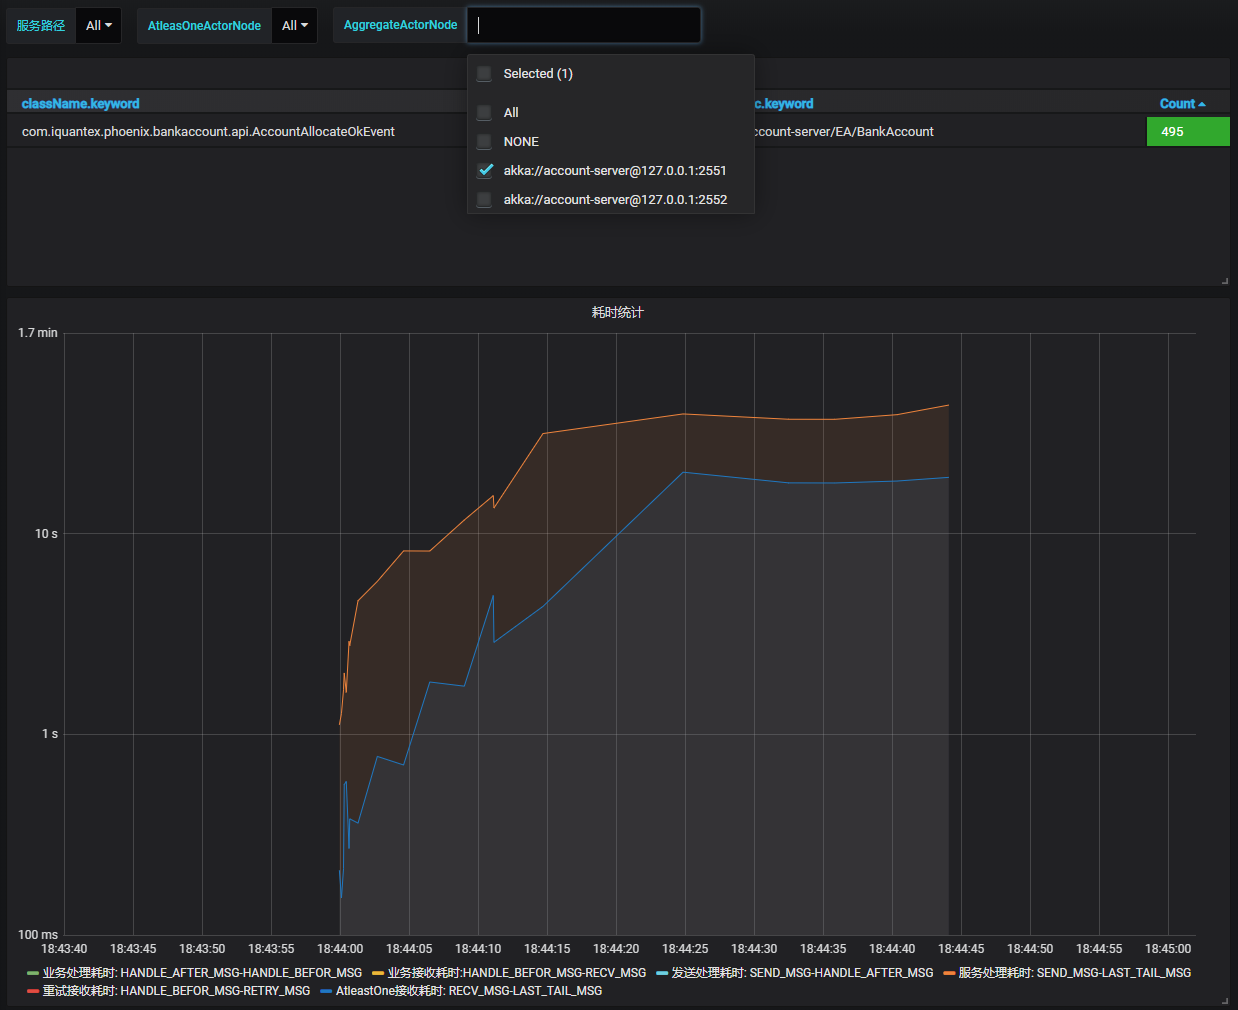 服务路径 All AtleasOneActorNode All AggregateActorNode
Selected (1)
All
NONE
akka://account-server@127.0.0.1:2551
akka://account-server@127.0.0.1:2552
className.keyword c.keyword Count
com.iquantex.phoenix.bankaccount.api.AccountAllocateOkEvent ccount-server/EA/BankAccount 495
耗时统计
1.7 min
10 s
1 s
100 ms
18:43:40 18:43:45 18:43:50 18:43:55 18:44:00 18:44:05 18:44:10 18:44:15 18:44:20 18:44:25 18:44:30 18:44:35 18:44:40 18:44:45 18:44:50 18:44:55 18:45:00
业务处理耗时: HANDLE_AFTER_MSG-HANDLE_BEFOR_MSG 业务接收耗时:HANDLE_BEFOR_MSG-RECV_MSG 发送处理耗时: SEND_MSG-HANDLE_AFTER_MSG 服务处理耗时: SEND_MSG-LAST_TAIL_MSG
重试接收耗时: HANDLE_BEFOR_MSG-RETRY_MSG AtleastOne接收耗时: RECV_MSG-LAST_TAIL_MSG